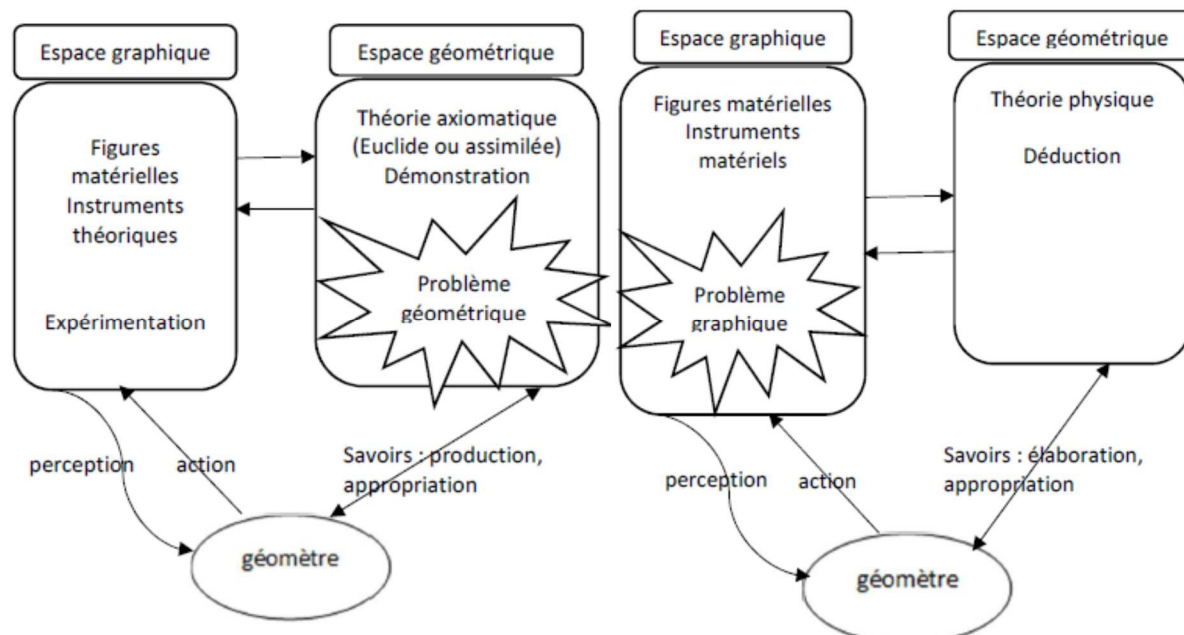 Espace graphique
Espace géométrique
Figures
matérielles
Instruments
théoriques
Expérimentation
Théorie axiomatique
(Euclide ou assimilée)
Démonstration
Problème
géométrique
perception
action
Savoirs : production,
appropriation
géomètre
Espace graphique
Espace géométrique
Figures matérielles
Instruments
matériels
Problème
graphique
Théorie physique
Déduction
perception
action
Savoirs : élaboration,
appropriation
géomètre